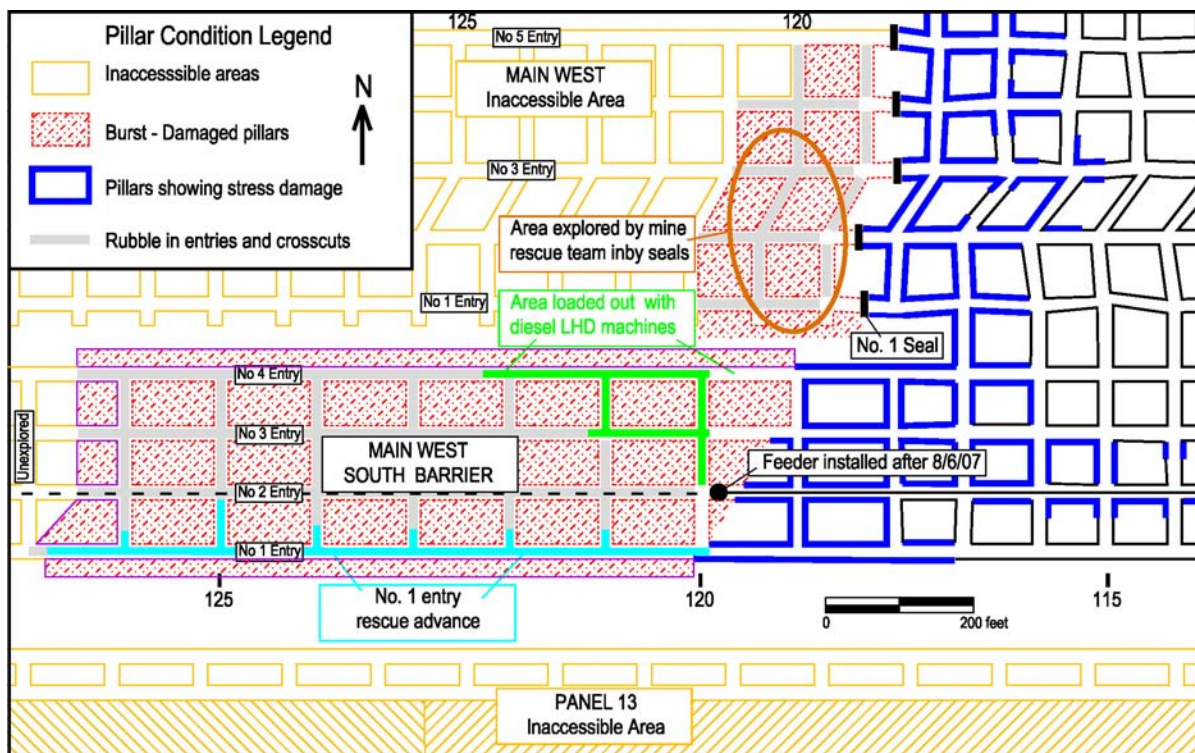 125
120
Pillar Condition Legend
Inaccesssible areas
Burst - Damaged pillars
Pillars showing stress damage
Rubble in entries and crosscuts
N
No 5 Entry
MAIN WEST
Inaccessible Area
No 3 Entry
Area explored by mine
rescue team inby seals
No 1 Entry
Area loaded out with
diesel LHD machines
No. 1 Seal
No 4 Entry
No 3 Entry
Unexplored
MAIN WEST
SOUTH BARRIER
Feeder installed after 8/6/07
No 2 Entry
No 1 Entry
125
No. 1 entry
rescue advance
120
115
0
200 feet
PANEL 13
Inaccessible Area